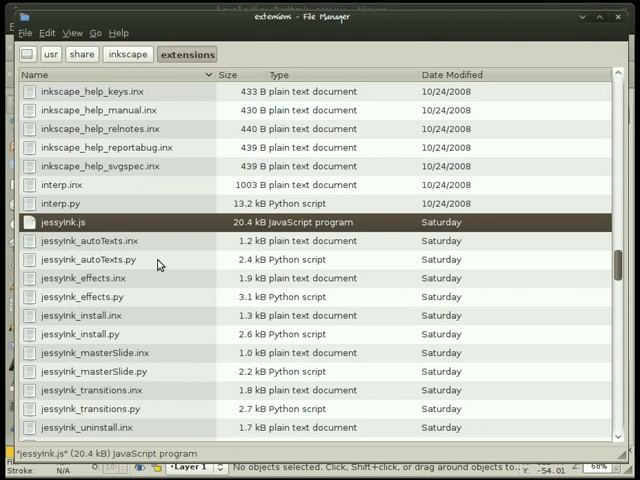 extensions - File Manager
File Edit View Go Help
usr share inkscape extensions
Name Size Type Date Modified
inkscape_help_keys.inx 433 B plain text document 10/24/2008
inkscape_help_manual.inx 430 B plain text document 10/24/2008
inkscape_help_relnotes.inx 440 B plain text document 10/24/2008
inkscape_help_reportabug.inx 439 B plain text document 10/24/2008
inkscape_help_svgspec.inx 439 B plain text document 10/24/2008
interp.inx 1003 B plain text document 10/24/2008
interp.py 13.2 kB Python script 10/24/2008
jessyInk.js 20.4 kB JavaScript program Saturday
jessyInk_autoTexts.inx 1.2 kB plain text document Saturday
jessyInk_autoTexts.py 2.4 kB Python script Saturday
jessyInk_effects.inx 1.9 kB plain text document Saturday
jessyInk_effects.py 3.1 kB Python script Saturday
jessyInk_install.inx 1.3 kB plain text document Saturday
jessyInk_install.py 2.6 kB Python script Saturday
jessyInk_masterSlide.inx 1.0 kB plain text document Saturday
jessyInk_masterSlide.py 2.2 kB Python script Saturday
jessyInk_transitions.inx 1.8 kB plain text document Saturday
jessyInk_transitions.py 2.7 kB Python script Saturday
jessyInk_uninstall.inx 1.7 kB plain text document Saturday
"jessyInk.js" (20.4 kB) JavaScript program
Stroke: N/A O: Layer 1 No objects selected. Click, Shift+click, or drag around objects to... Y: -54.01 Z: 68%